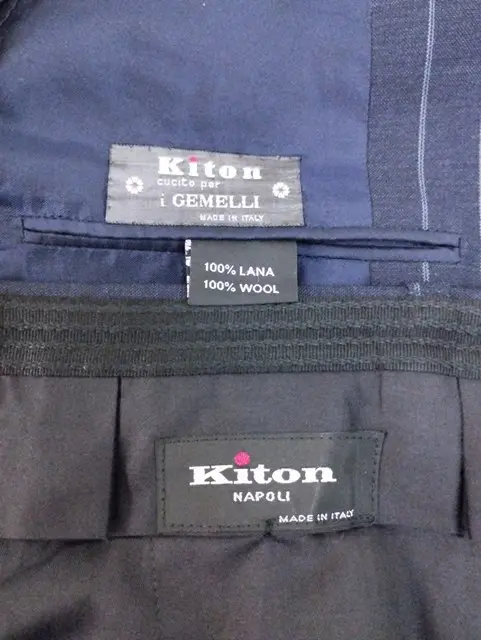 Kiton
cucito per
i GEMELLI
MADE IN ITALY
100% LANA
100% WOOL
Kiton
NAPOLI
MADE IN ITALY